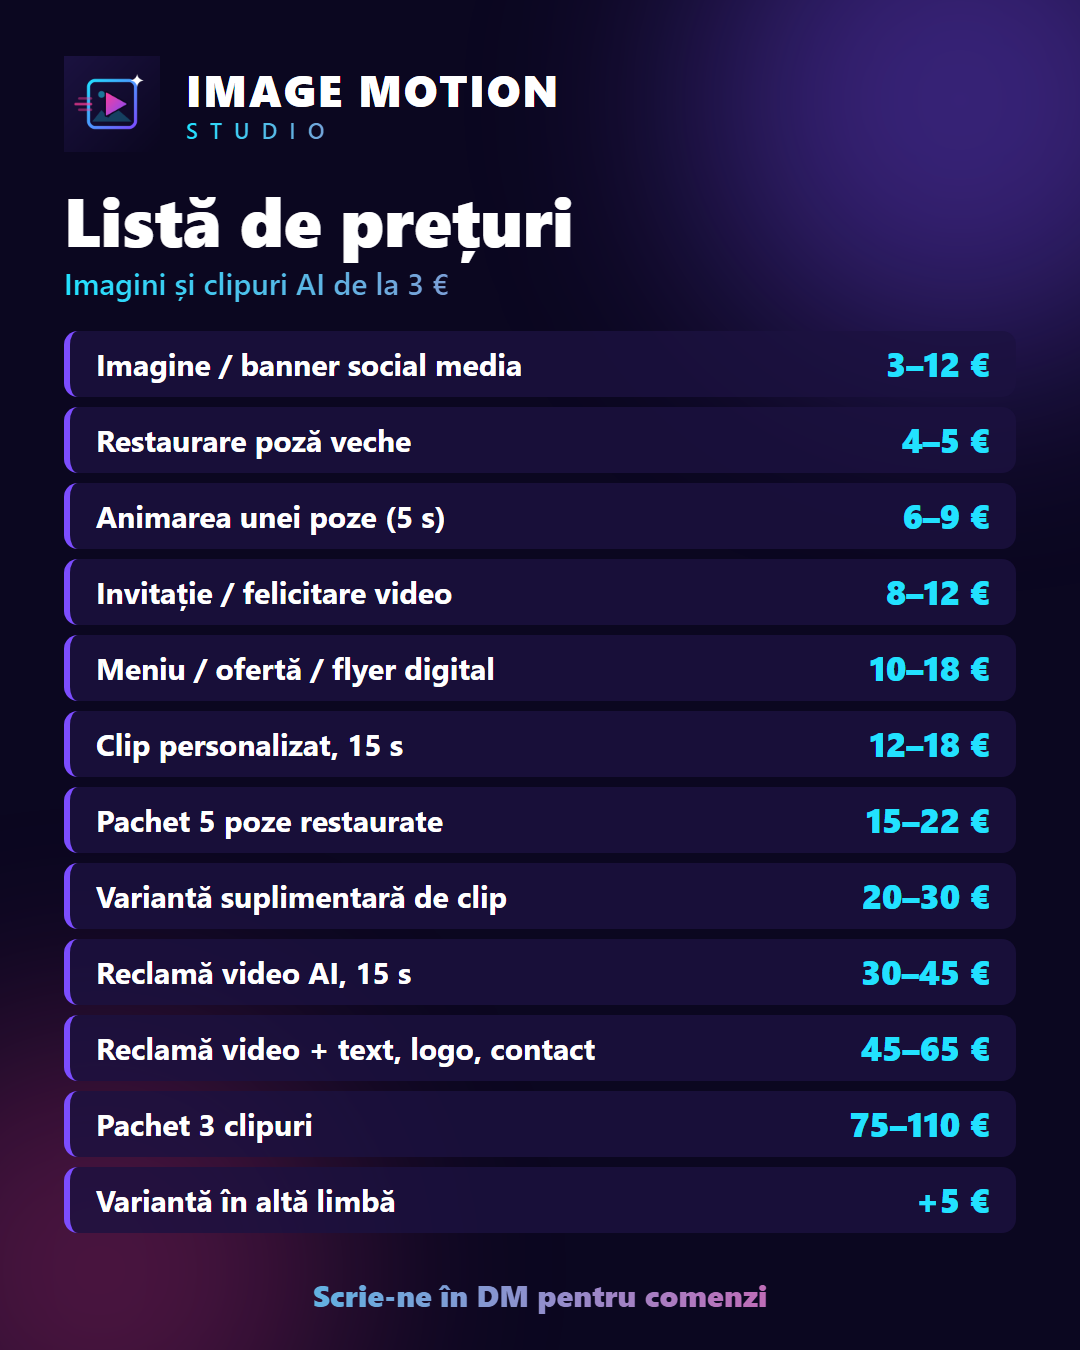 IMAGE MOTION
STUDIO
Listă de prețuri
Imagini și clipuri AI de la 3 €
Imagine / banner social media 3–12 €
Restaurare poză veche 4–5 €
Animarea unei poze (5 s) 6–9 €
Invitație / felicitare video 8–12 €
Meniu / ofertă / flyer digital 10–18 €
Clip personalizat, 15 s 12–18 €
Pachet 5 poze restaurate 15–22 €
Variantă suplimentară de clip 20–30 €
Reclamă video AI, 15 s 30–45 €
Reclamă video + text, logo, contact 45–65 €
Pachet 3 clipuri 75–110 €
Variantă în altă limbă +5 €
Scrie-ne în DM pentru comenzi